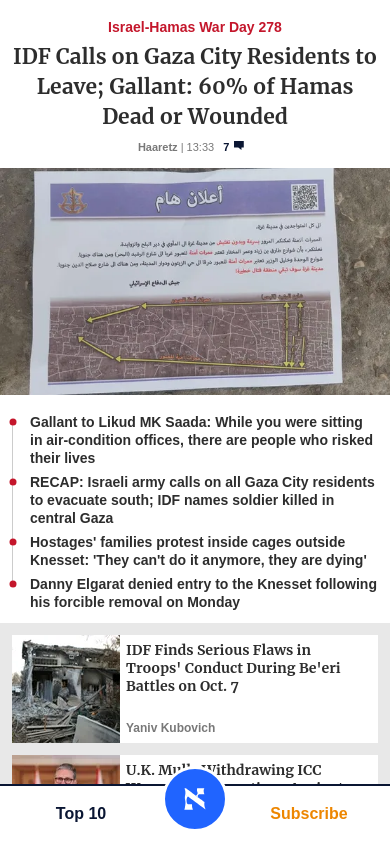 Israel-Hamas War Day 278
IDF Calls on Gaza City Residents to
Leave; Gallant: 60% of Hamas
Dead or Wounded
Haaretz | 13:33 7
أعلان هام
الى كل المتواجدين في مدينة غزة،
جيش الدفاع الإسرائيلي
Gallant to Likud MK Saada: While you were sitting
in air-condition offices, there are people who risked
their lives
RECAP: Israeli army calls on all Gaza City residents
to evacuate south; IDF names soldier killed in
central Gaza
Hostages' families protest inside cages outside
Knesset: 'They can't do it anymore, they are dying'
Danny Elgarat denied entry to the Knesset following
his forcible removal on Monday
IDF Finds Serious Flaws in
Troops' Conduct During Be'eri
Battles on Oct. 7
Yaniv Kubovich
U.K. Mulls Withdrawing ICC
Top 10
Subscribe